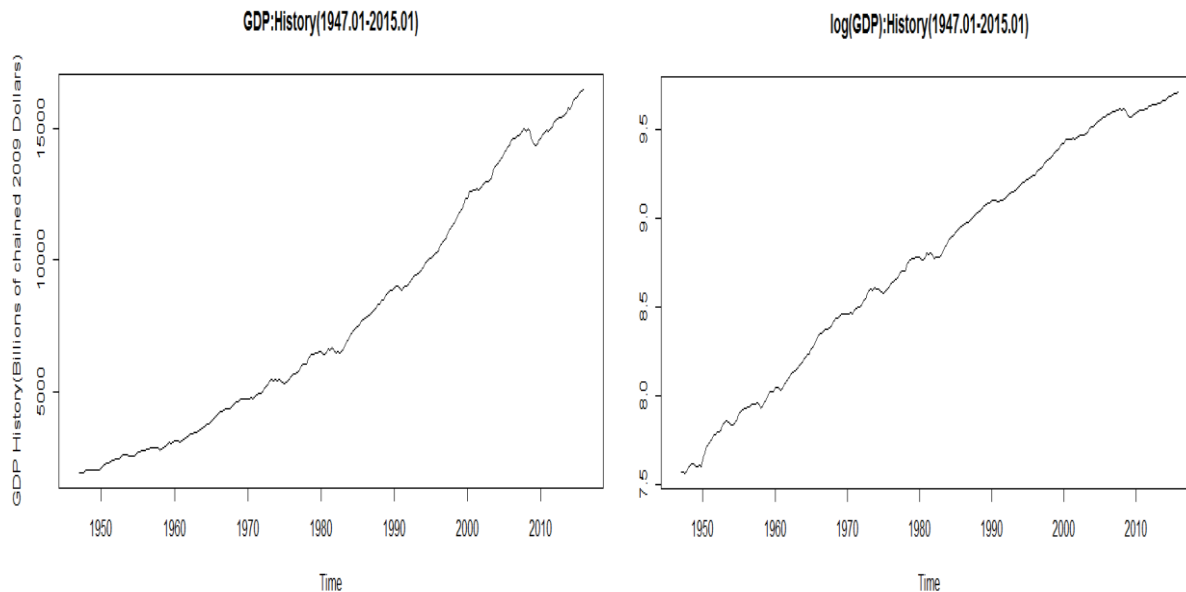 GDP:History(1947.01-2015.01)
GDP History(Billions of chained 2009 Dollars)
15000
10000
5000
1950 1960 1970 1980 1990 2000 2010
Time
log(GDP):History(1947.01-2015.01)
9.5
9.0
8.5
8.0
7.5
1950 1960 1970 1980 1990 2000 2010
Time